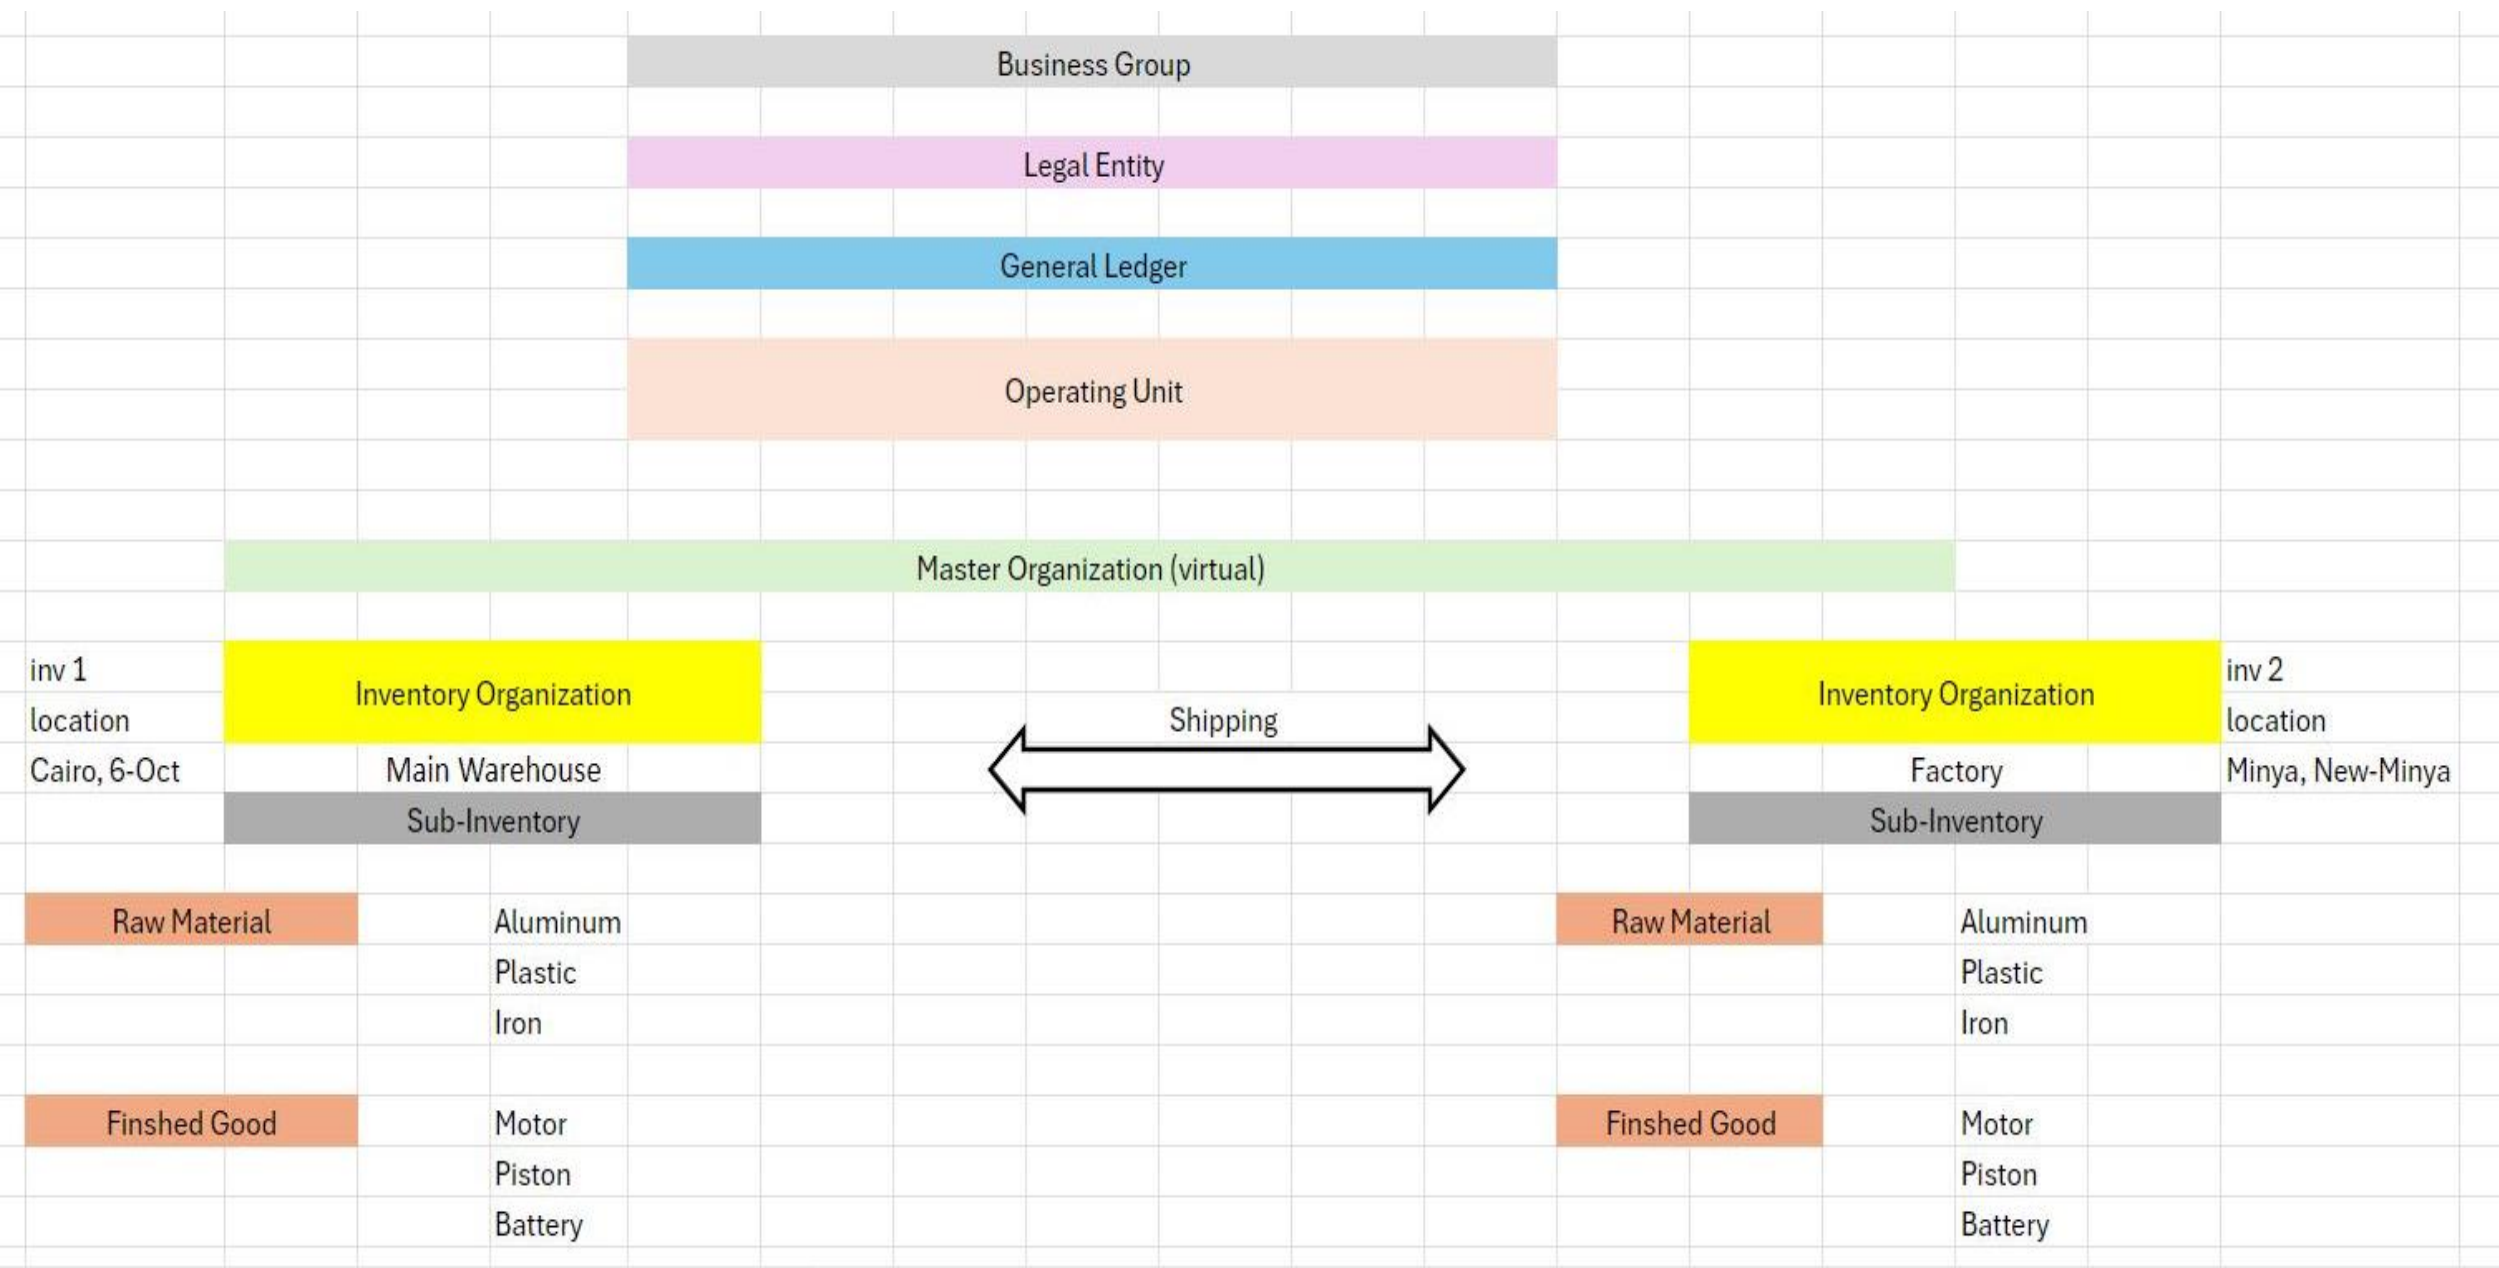 Business Group
Legal Entity
General Ledger
Operating Unit
Master Organization (virtual)
inv 1
Inventory Organization
location
Cairo, 6-Oct
Main Warehouse
Sub-Inventory
Shipping
Inventory Organization
inv 2
location
Factory
Minya, New-Minya
Sub-Inventory
Raw Material
Aluminum
Plastic
Iron
Finshed Good
Motor
Piston
Battery
Raw Material
Aluminum
Plastic
Iron
Finshed Good
Motor
Piston
Battery